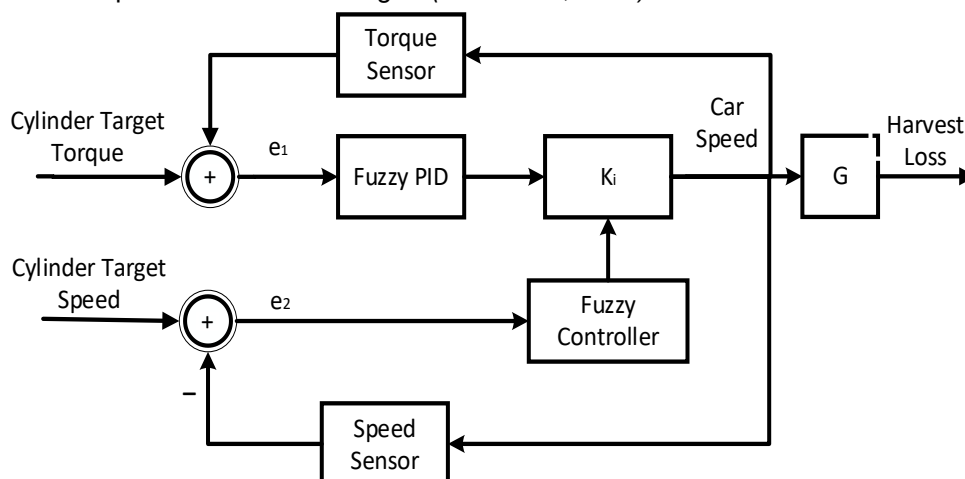 Torque
Sensor
Cylinder Target
Torque
+
e1
Fuzzy PID
Ki
Car
Speed
G
Harvest
Loss
Cylinder Target
Speed
+
e2
Fuzzy
Controller
–
Speed
Sensor